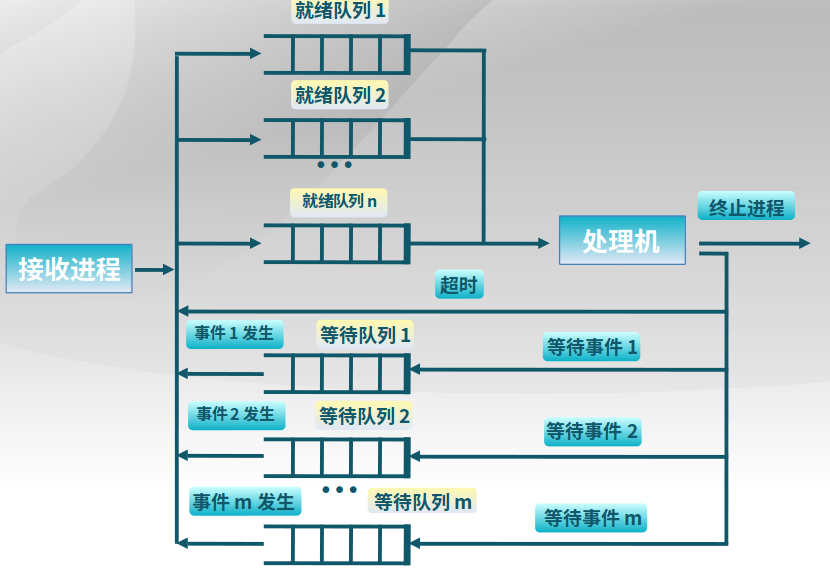 就绪队列 1
就绪队列 2
就绪队列 n
终止进程
处理机
接收进程
超时
事件 1 发生
等待队列 1
等待事件 1
事件 2 发生
等待队列 2
等待事件 2
事件 m 发生
等待队列 m
等待事件 m